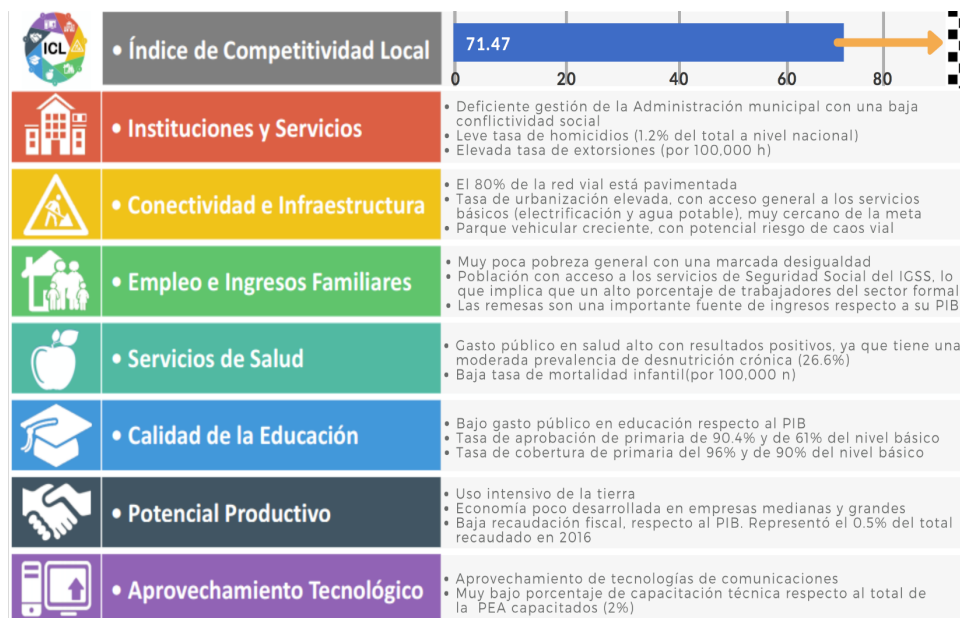 ICL
• Índice de Competitividad Local
71.47
0 20 40 60 80
• Instituciones y Servicios
• Deficiente gestión de la Administración municipal con una baja
conflictividad social
• Leve tasa de homicidios (1.2% del total a nivel nacional)
• Elevada tasa de extorsiones (por 100,000 h)
• Conectividad e Infraestructura
• El 80% de la red vial está pavimentada
• Tasa de urbanización elevada, con acceso general a los servicios
básicos (electrificación y agua potable), muy cercano de la meta
• Parque vehicular creciente, con potencial riesgo de caos vial
• Empleo e Ingresos Familiares
• Muy poca pobreza general con una marcada desigualdad
• Población con acceso a los servicios de Seguridad Social del IGSS, lo
que implica que un alto porcentaje de trabajadores del sector formal
• Las remesas son una importante fuente de ingresos respecto a su PIB
• Servicios de Salud
• Gasto público en salud alto con resultados positivos, ya que tiene una
moderada prevalencia de desnutrición crónica (26.6%)
• Baja tasa de mortalidad infantil(por 100,000 n)
• Calidad de la Educación
• Bajo gasto público en educación respecto al PIB
• Tasa de aprobación de primaria de 90.4% y de 61% del nivel básico
• Tasa de cobertura de primaria del 96% y de 90% del nivel básico
• Potencial Productivo
• Uso intensivo de la tierra
• Economía poco desarrollada en empresas medianas y grandes
• Baja recaudación fiscal, respecto al PIB. Representó el 0.5% del total
recaudado en 2016
• Aprovechamiento Tecnológico
• Aprovechamiento de tecnologías de comunicaciones
• Muy bajo porcentaje de capacitación técnica respecto al total de
la PEA capacitados (2%)